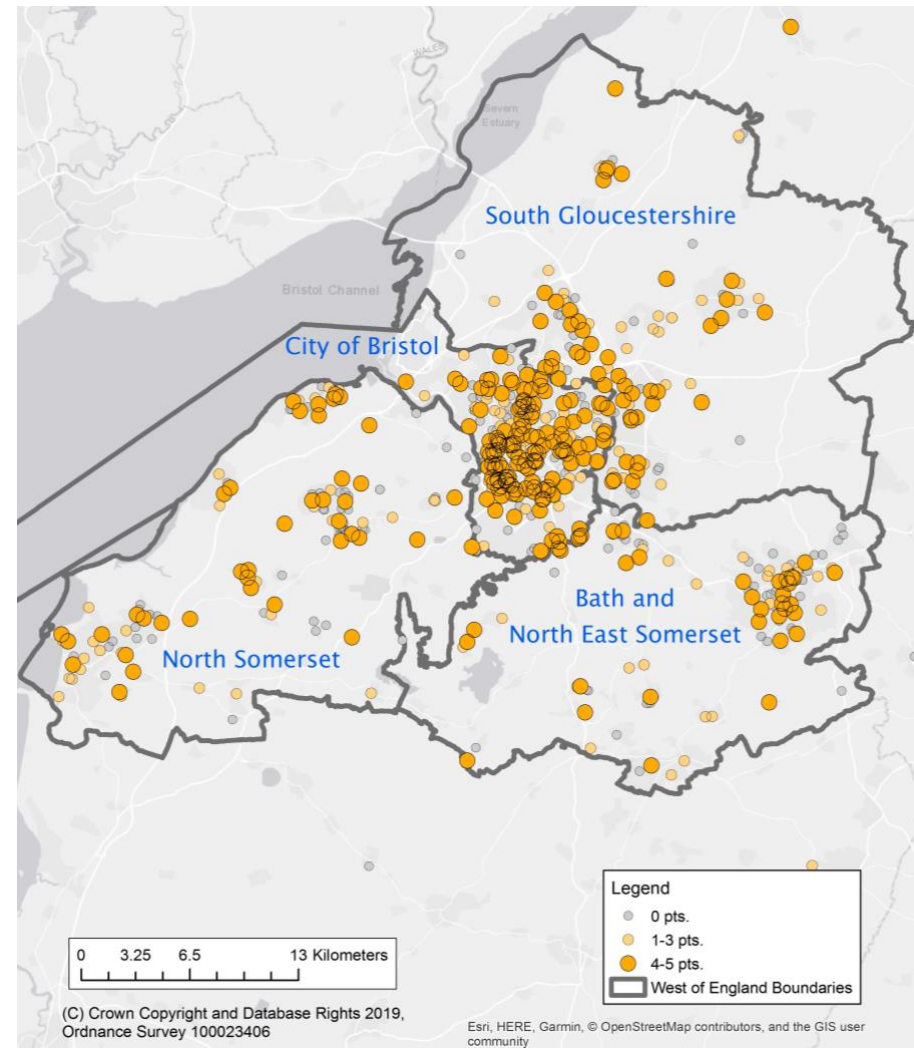 WALES
Severn
Estuary
South Gloucestershire
Bristol Channel
City of Bristol
Bath and
North East Somerset
North Somerset
Legend
0 pts.
1-3 pts.
4-5 pts.
West of England Boundaries
0 3.25 6.5 13 Kilometers
(C) Crown Copyright and Database Rights 2019,
Ordnance Survey 100023406
Esri, HERE, Garmin, © OpenStreetMap contributors, and the GIS user
community